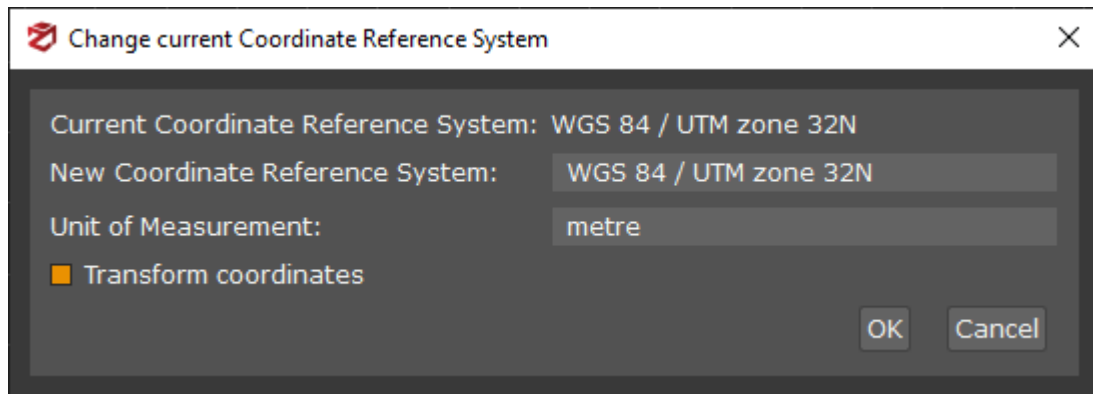 Change current Coordinate Reference System
Current Coordinate Reference System: WGS 84 / UTM zone 32N
New Coordinate Reference System: WGS 84 / UTM zone 32N
Unit of Measurement: metre
Transform coordinates
OK Cancel